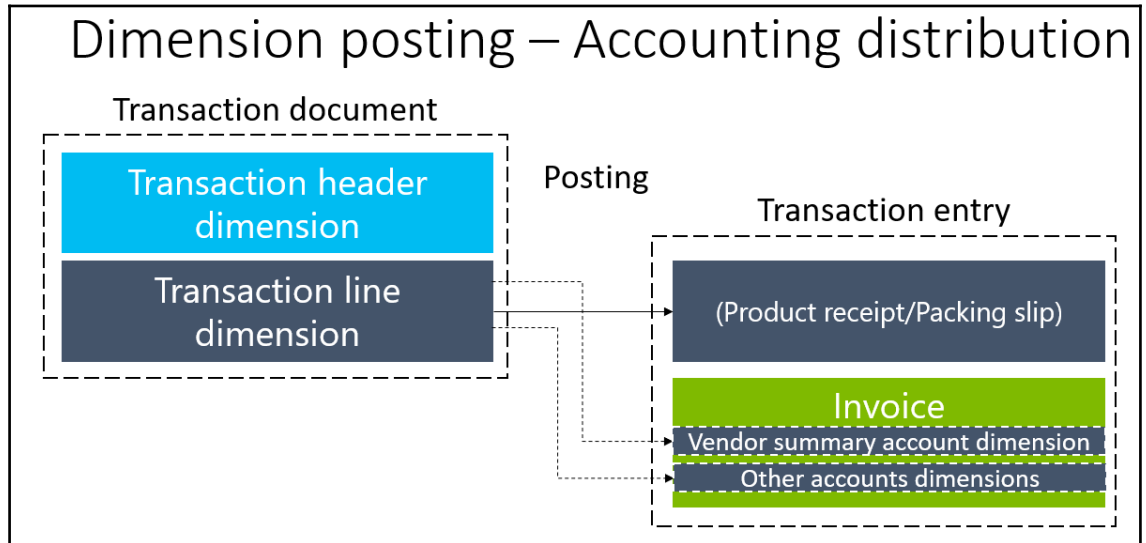 Dimension posting – Accounting distribution
Transaction document
Transaction header
dimension
Transaction line
dimension
Posting
Transaction entry
(Product receipt/Packing slip)
Invoice
Vendor summary account dimension
Other accounts dimensions